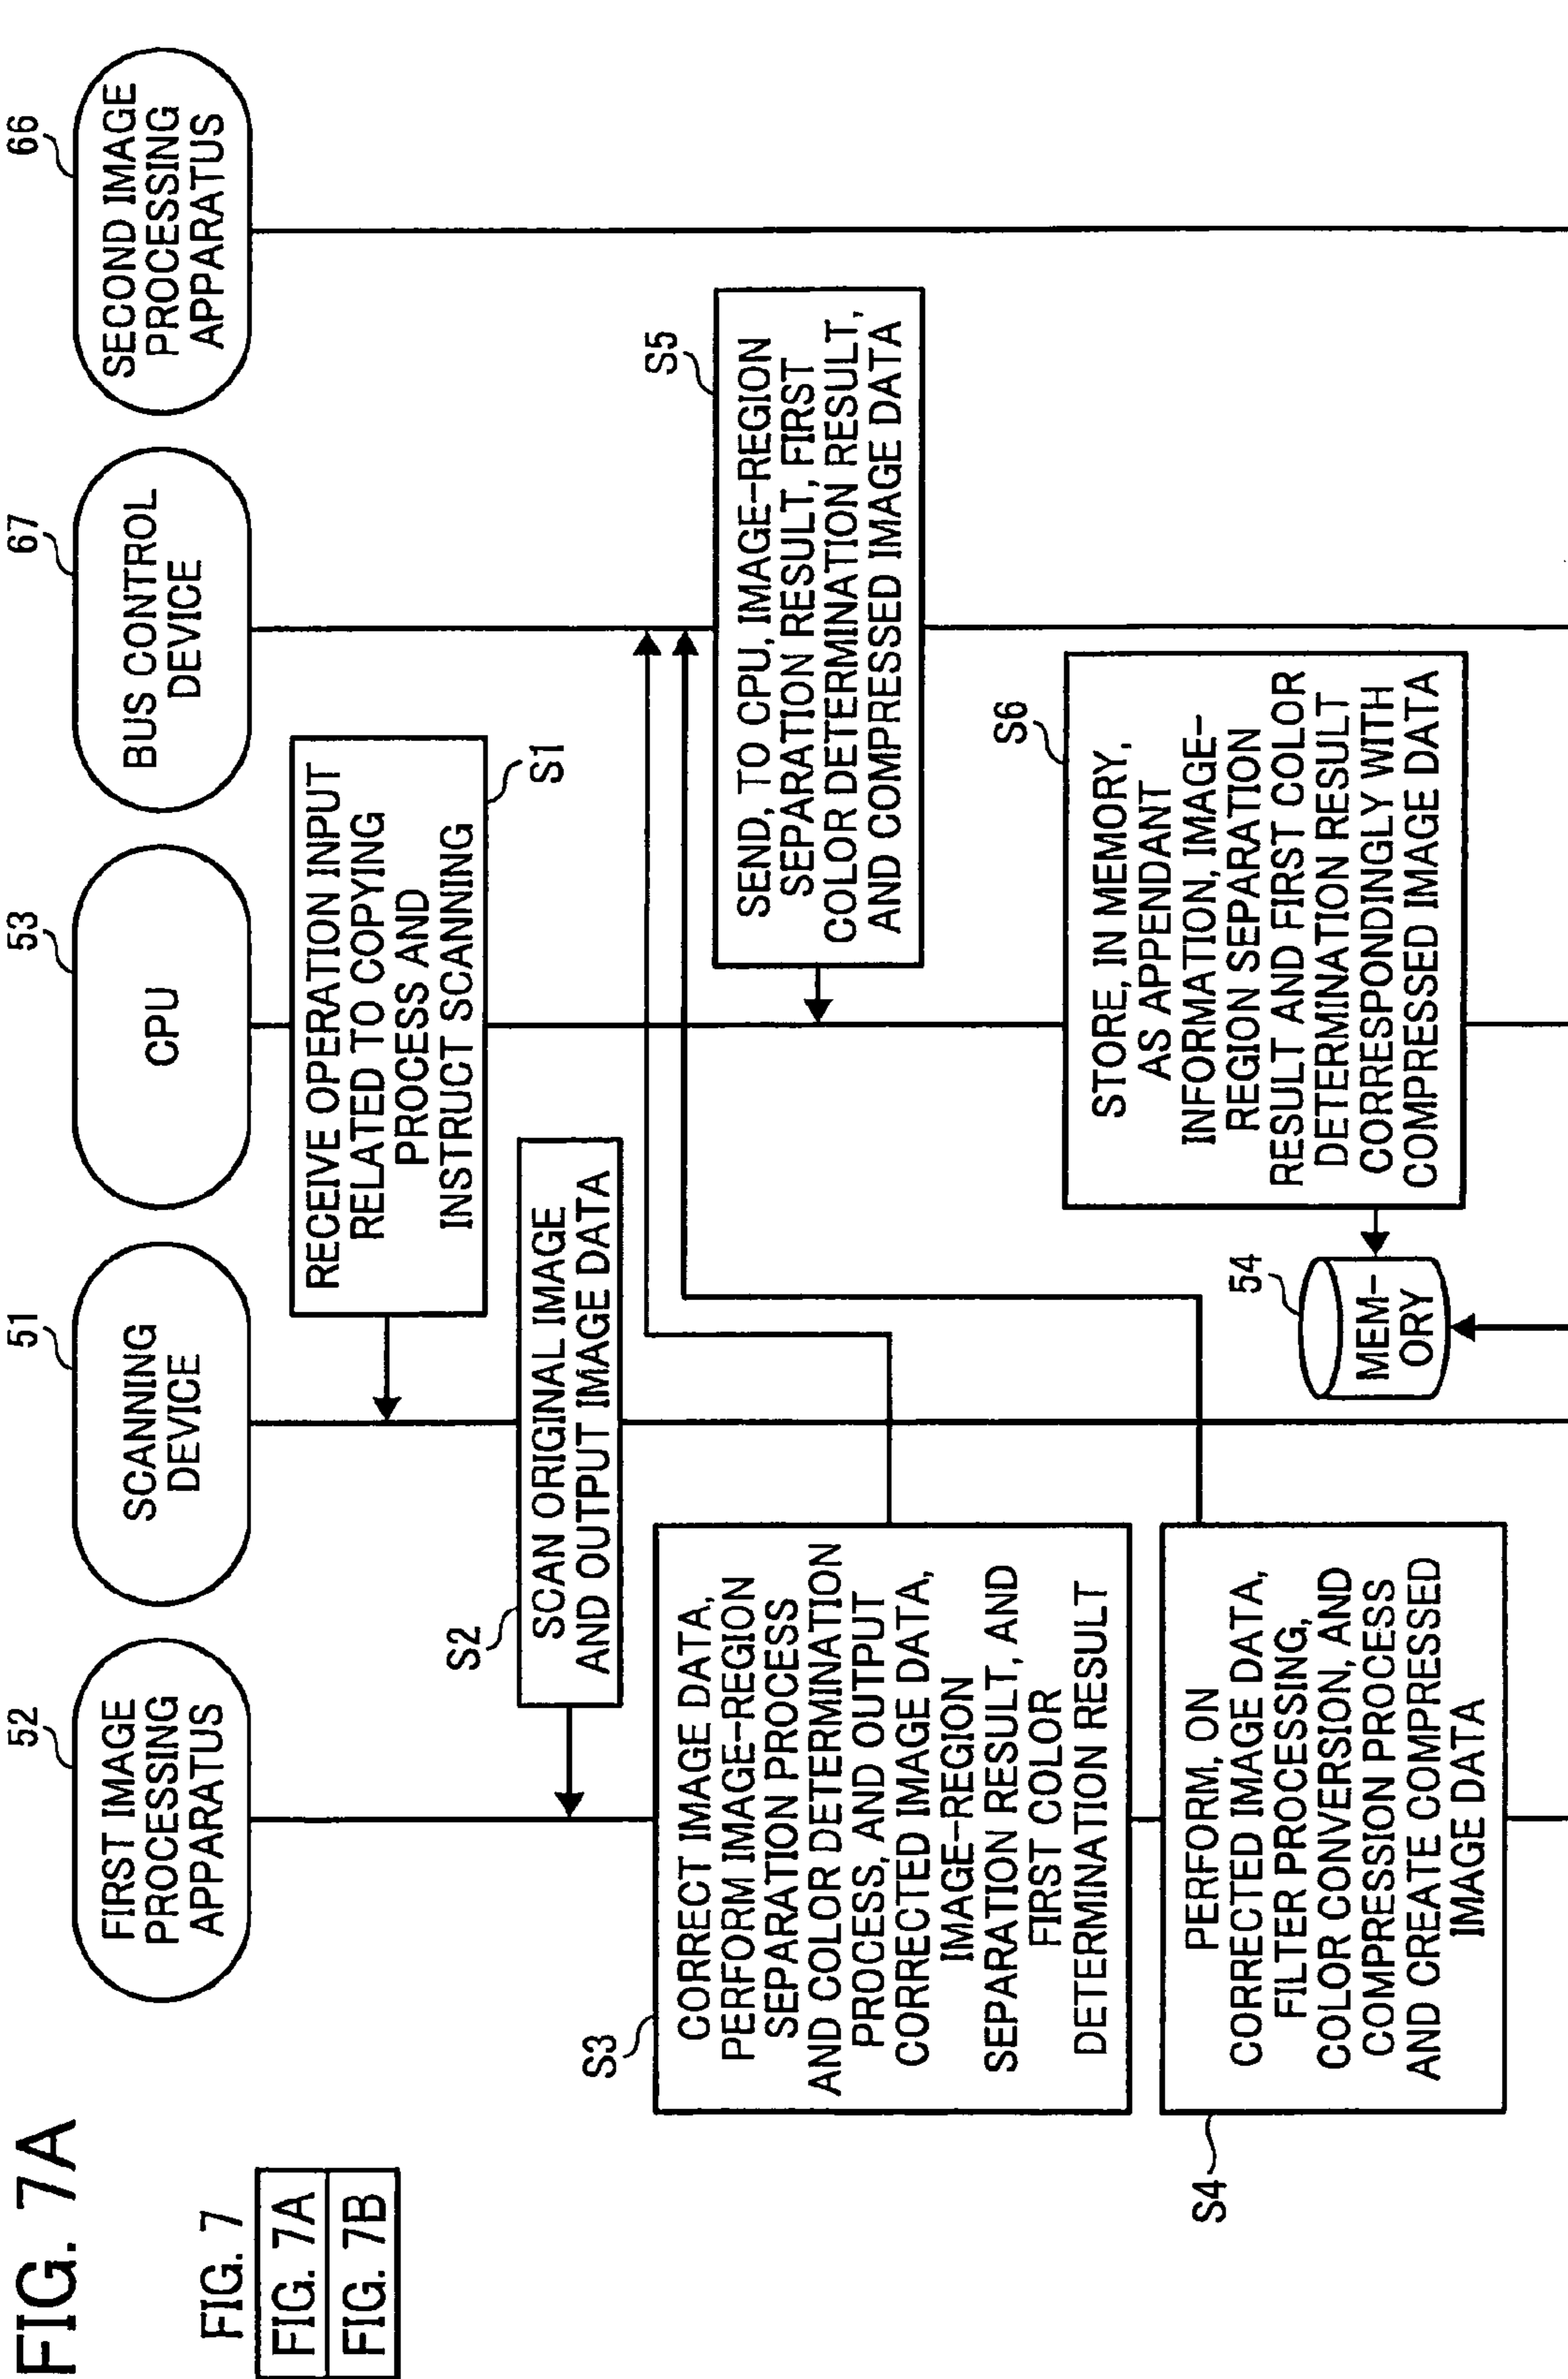 FIG. 7A
FIG. 7
FIG. 7A
FIG. 7B
52
FIRST IMAGE
PROCESSING
APPARATUS
51
SCANNING
DEVICE
53
CPU
67
BUS CONTROL
DEVICE
66
SECOND IMAGE
PROCESSING
APPARATUS
RECEIVE OPERATION INPUT
RELATED TO COPYING
PROCESS AND
INSTRUCT SCANNING
S1
S2
SCAN ORIGINAL IMAGE
AND OUTPUT IMAGE DATA
S3
CORRECT IMAGE DATA,
PERFORM IMAGE-REGION
SEPARATION PROCESS
AND COLOR DETERMINATION
PROCESS, AND OUTPUT
CORRECTED IMAGE DATA,
IMAGE-REGION
SEPARATION RESULT, AND
FIRST COLOR
DETERMINATION RESULT
S5
SEND, TO CPU, IMAGE-REGION
SEPARATION RESULT, FIRST
COLOR DETERMINATION RESULT,
AND COMPRESSED IMAGE DATA
S4
PERFORM, ON
CORRECTED IMAGE DATA,
FILTER PROCESSING,
COLOR CONVERSION, AND
COMPRESSION PROCESS
AND CREATE COMPRESSED
IMAGE DATA
54
MEM-
ORY
S6
STORE, IN MEMORY,
AS APPENDANT
INFORMATION, IMAGE-
REGION SEPARATION
RESULT AND FIRST COLOR
DETERMINATION RESULT
CORRESPONDINGLY WITH
COMPRESSED IMAGE DATA